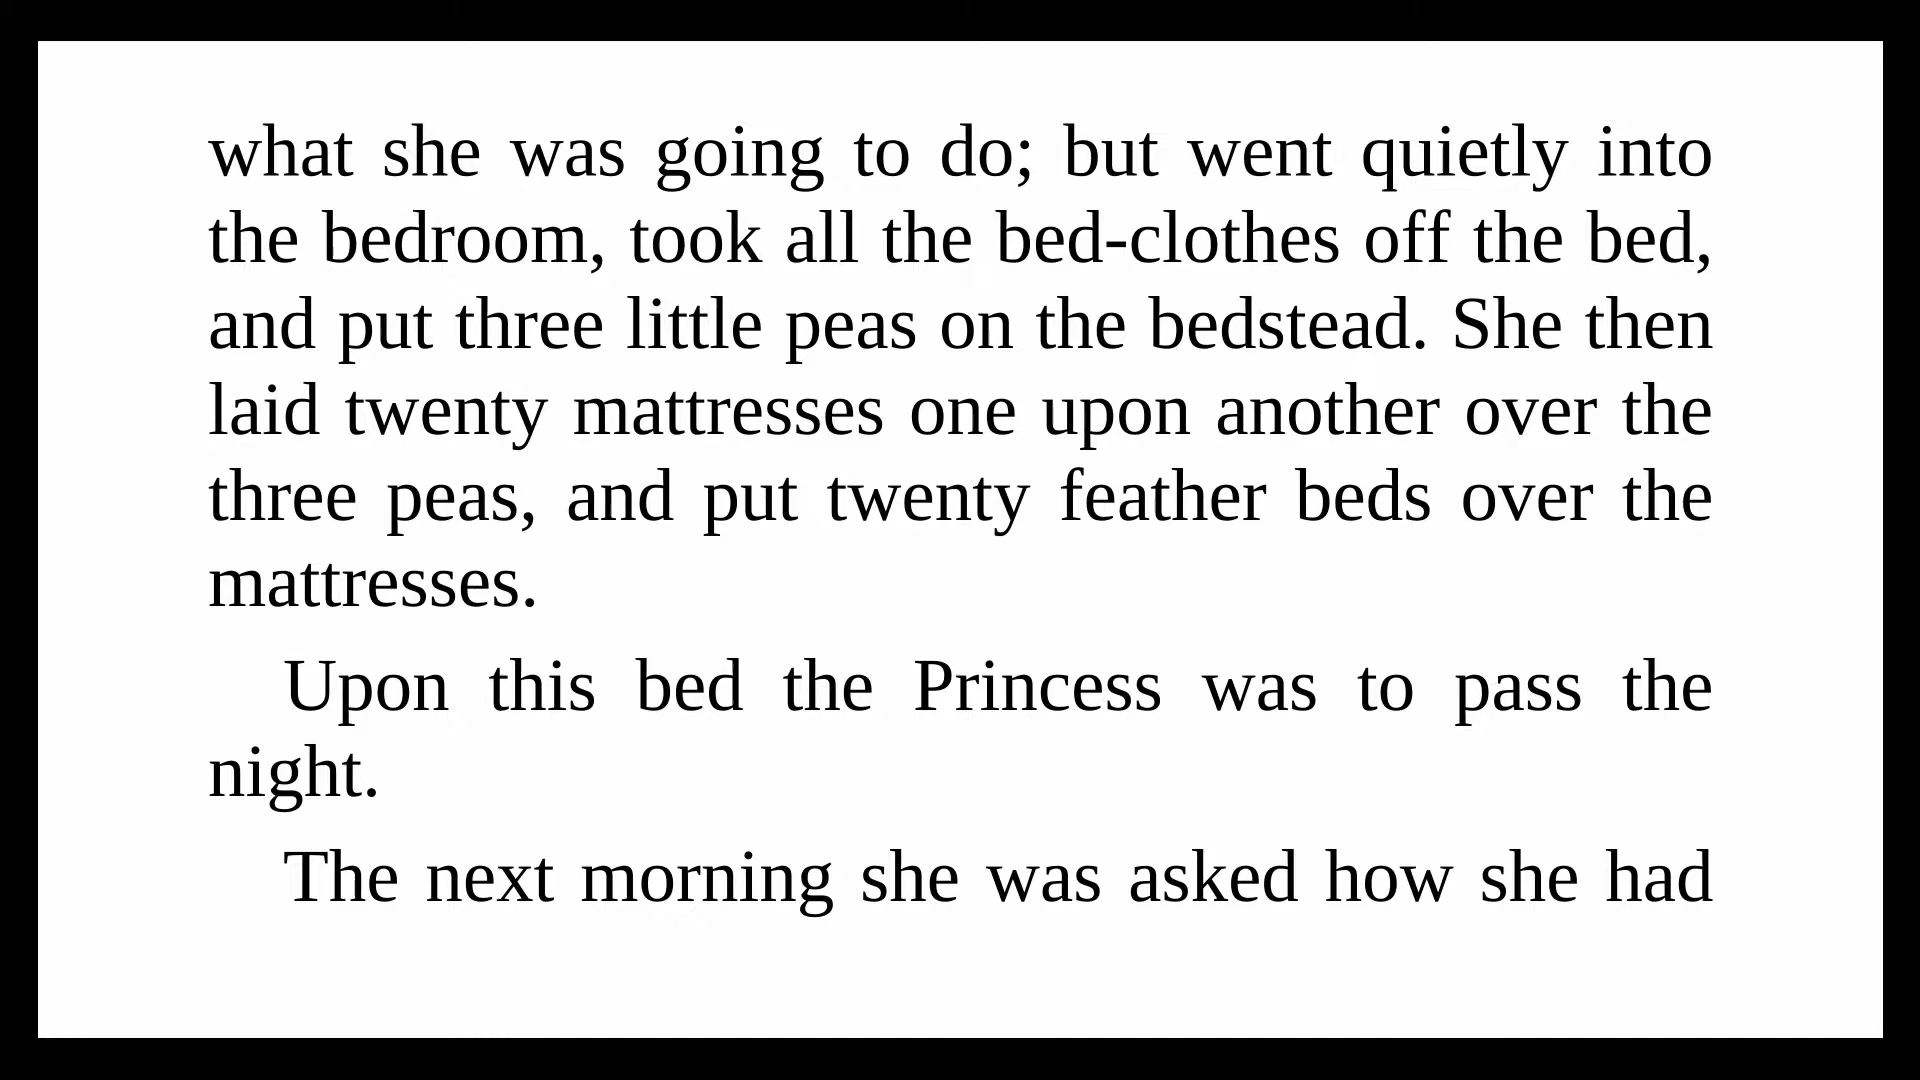 what she was going to do; but went quietly into
the bedroom, took all the bed-clothes off the bed,
and put three little peas on the bedstead. She then
laid twenty mattresses one upon another over the
three peas, and put twenty feather beds over the
mattresses.
Upon this bed the Princess was to pass the
night.
The next morning she was asked how she had